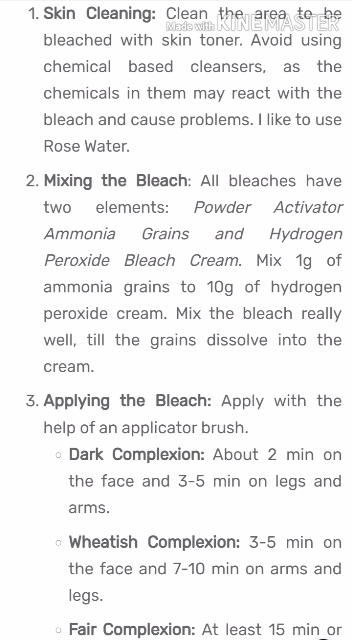 1. Skin Cleaning: Clean the area to be
Made with KINEMASTER
bleached with skin toner. Avoid using
chemical based cleansers, as the
chemicals in them may react with the
bleach and cause problems. I like to use
Rose Water.
2. Mixing the Bleach: All bleaches have
two elements: Powder Activator
Ammonia Grains and Hydrogen
Peroxide Bleach Cream. Mix 1g of
ammonia grains to 10g of hydrogen
peroxide cream. Mix the bleach really
well, till the grains dissolve into the
cream.
3. Applying the Bleach: Apply with the
help of an applicator brush.
◦ Dark Complexion: About 2 min on
the face and 3-5 min on legs and
arms.
◦ Wheatish Complexion: 3-5 min on
the face and 7-10 min on arms and
legs.
◦ Fair Complexion: At least 15 min or